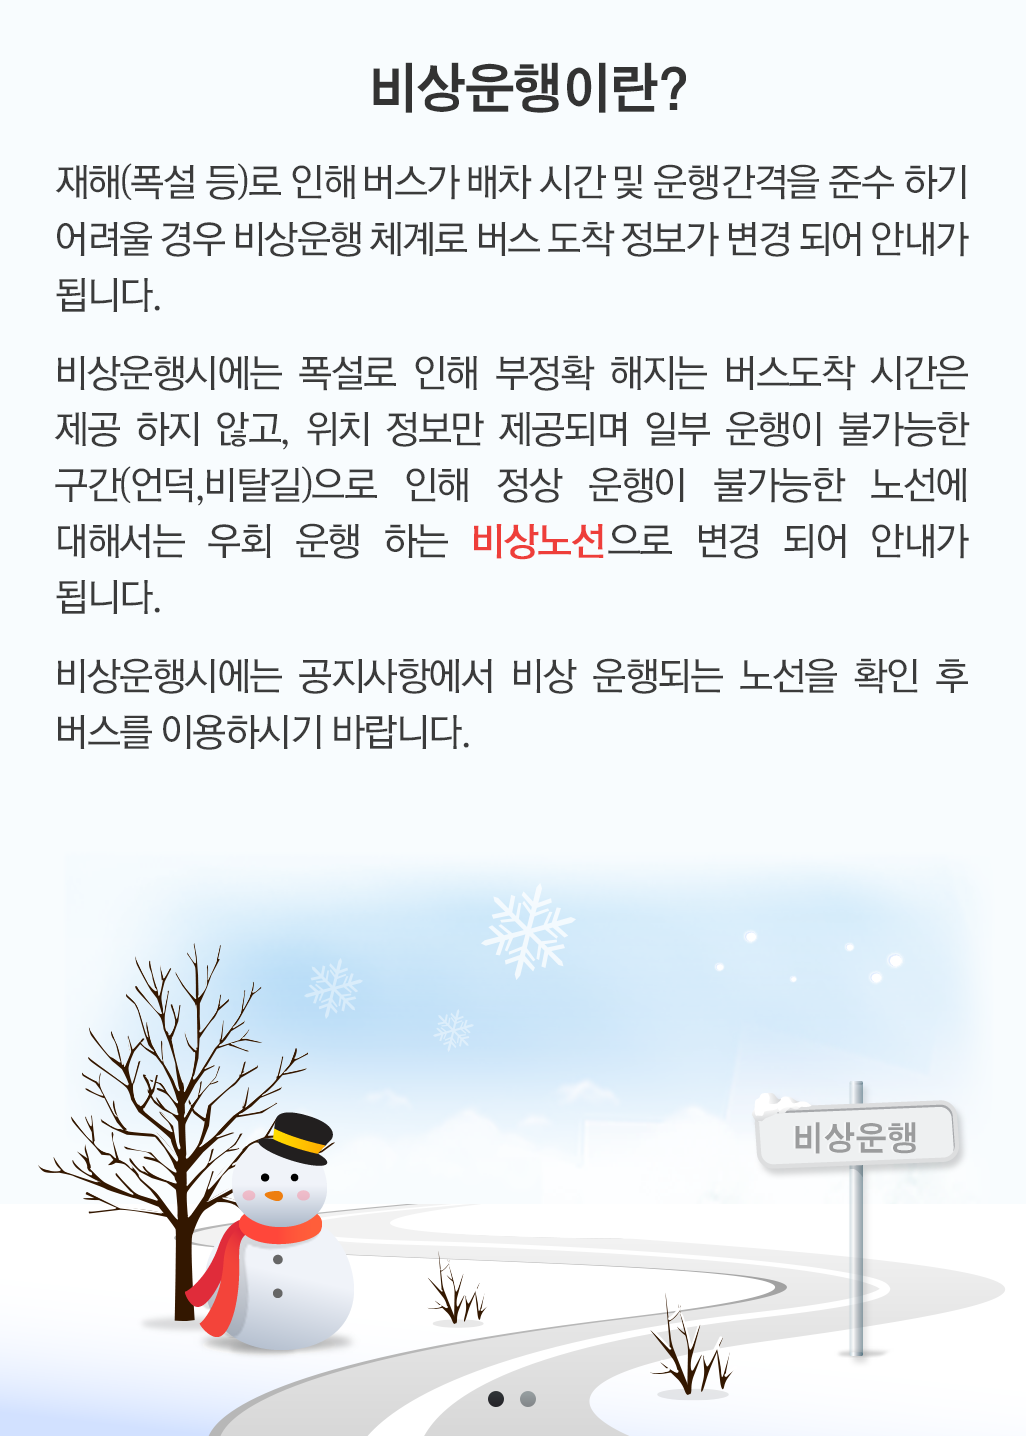 비상운행이란?
재해(폭설 등)로 인해 버스가 배차 시간 및 운행간격을 준수 하기
어려울 경우 비상운행 체계로 버스 도착 정보가 변경 되어 안내가
됩니다.
비상운행시에는 폭설로 인해 부정확 해지는 버스도착 시간은
제공 하지 않고, 위치 정보만 제공되며 일부 운행이 불가능한
구간(언덕,비탈길)으로 인해 정상 운행이 불가능한 노선에
대해서는 우회 운행 하는 비상노선으로 변경 되어 안내가
됩니다.
비상운행시에는 공지사항에서 비상 운행되는 노선을 확인 후
버스를 이용하시기 바랍니다.
비상운행